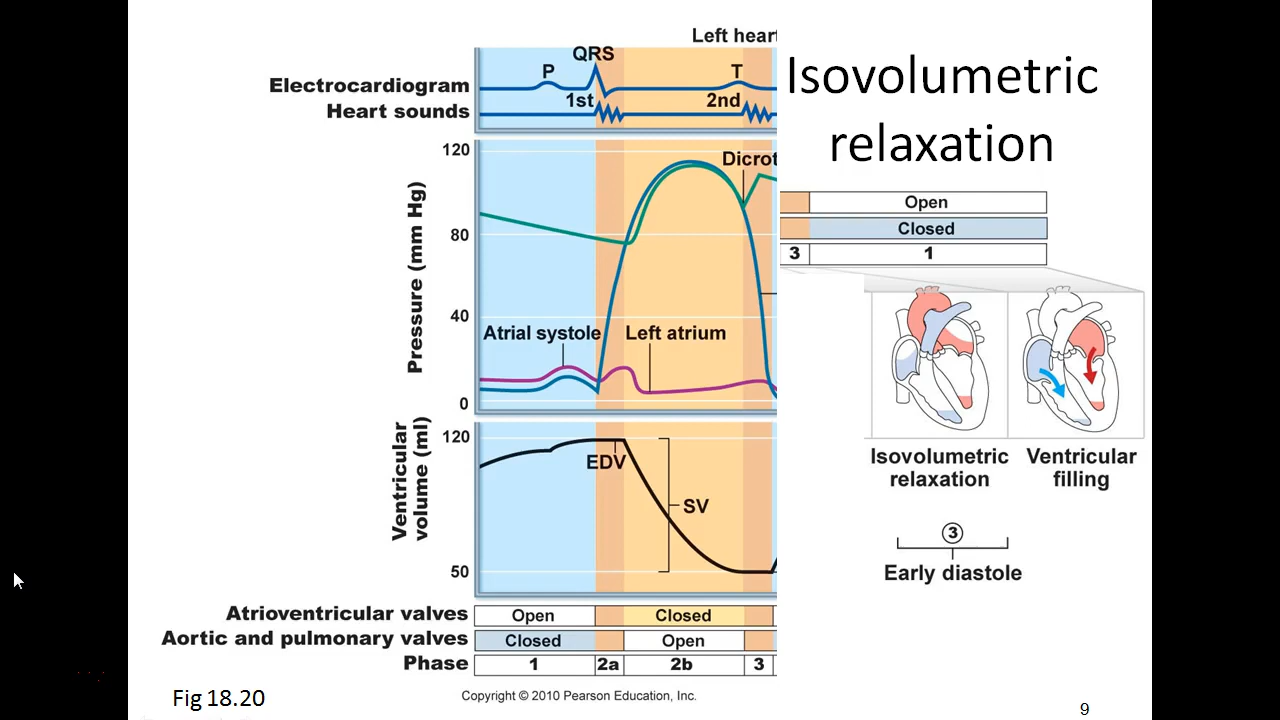 Left heart
Isovolumetric
relaxation
QRS
P
T
Electrocardiogram
1st
2nd
Heart sounds
120
Dicrot
80
40
0
Pressure (mm Hg)
Atrial systole
Left atrium
Open
Closed
3
1
Isovolumetric
relaxation
Ventricular
filling
3
Early diastole
120
50
Ventricular
volume (ml)
EDV
SV
Atrioventricular valves
Open
Closed
Aortic and pulmonary valves
Closed
Open
Phase
1
2a
2b
3
Copyright © 2010 Pearson Education, Inc.
Fig 18.20
9